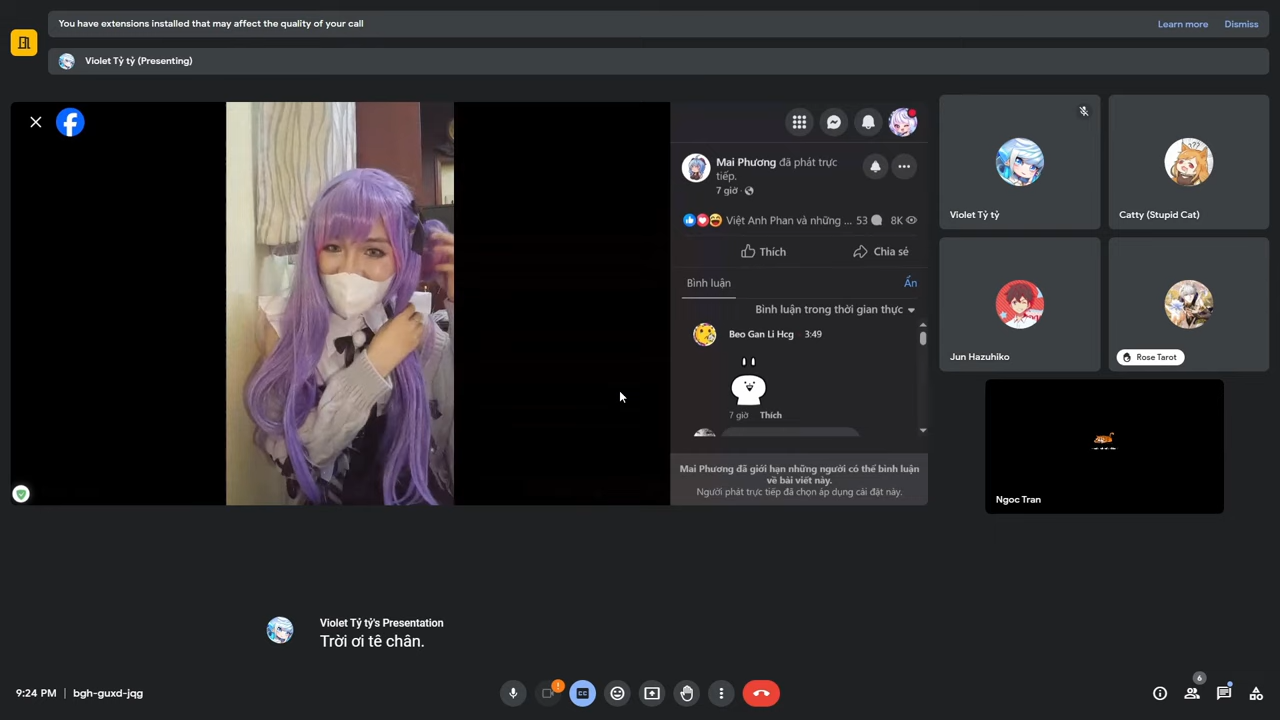 You have extensions installed that may affect the quality of your call
Learn more
Dismiss
Violet Tỷ tỷ (Presenting)
Mai Phương đã phát trực
tiếp.
7 giờ
Việt Anh Phan và những ...
53
8K
Thích
Chia sẻ
Bình luận
Ẩn
Bình luận trong thời gian thực
Beo Gan Li Hcg 3:49
7 giờ Thích
Mai Phương đã giới hạn những người có thể bình luận
về bài viết này.
Người phát trực tiếp đã chọn áp dụng cài đặt này.
Violet Tỷ tỷ
???
Catty (Stupid Cat)
Jun Hazuhiko
Rose Tarot
Ngoc Tran
Violet Tỷ tỷ's Presentation
Trời ơi tê chân.
9:24 PM | bgh-guxd-jqg
!
CC
6